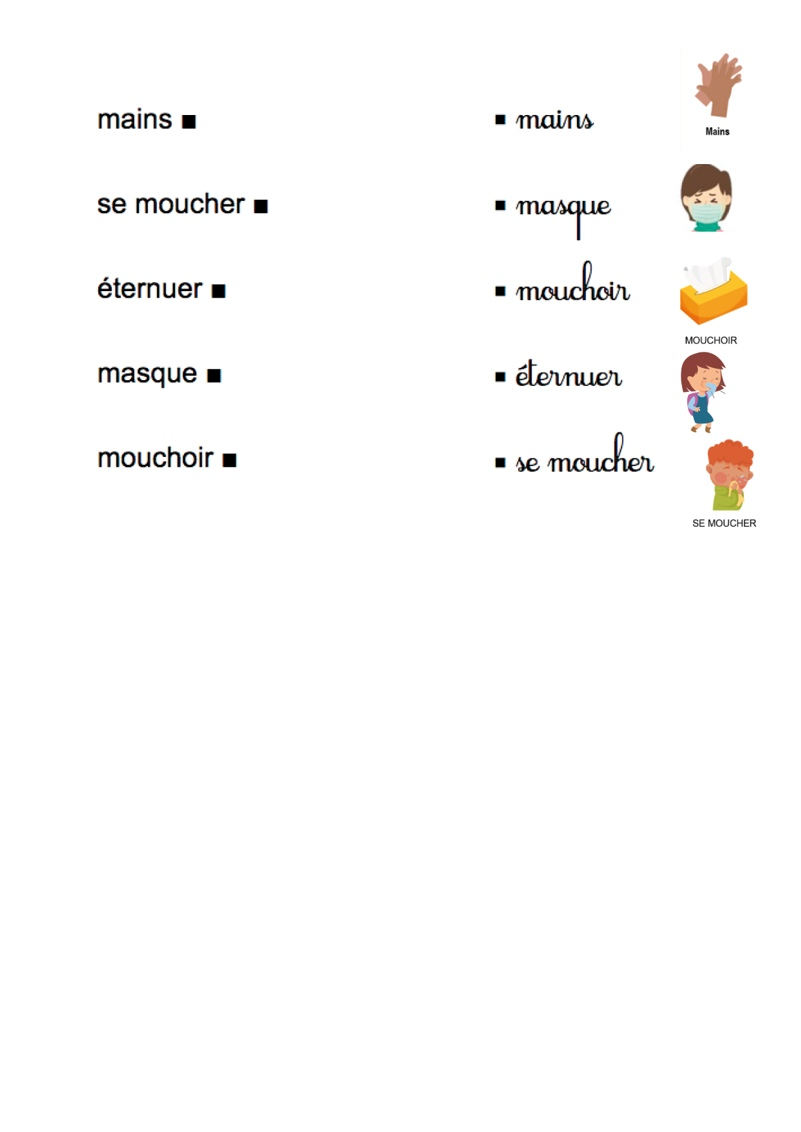 mains ■ ■ mains
Mains
se moucher ■ ■ masque
éternuer ■ ■ mouchoir
MOUCHOIR
masque ■ ■ éternuer
mouchoir ■ ■ se moucher
SE MOUCHER